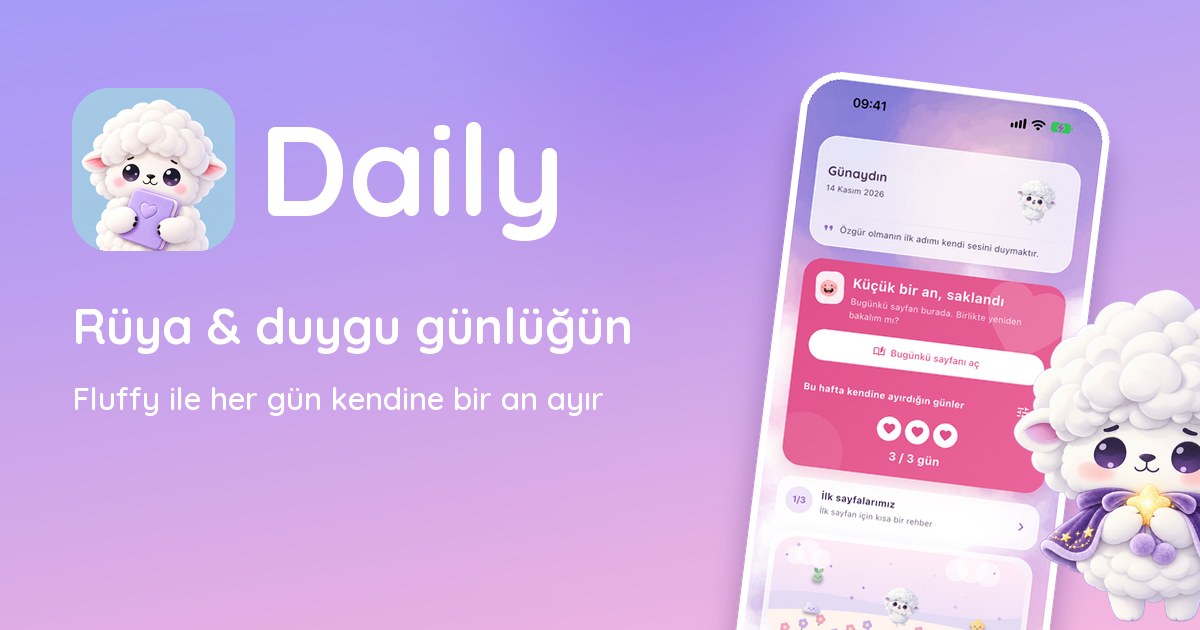 Daily
Rüya & duygu günlüğün
Fluffy ile her gün kendine bir an ayır
09:41
Günaydın
14 Kasım 2026
Özgür olmanın ilk adımı kendi sesini duymaktır.
Küçük bir an, saklandı
Bugünkü sayfan burada. Birlikte yeniden
bakalım mı?
Bugünkü sayfanı aç
Bu hafta kendine ayırdığın günler
3 / 3 gün
1/3
İlk sayfalarımız
İlk sayfan için kısa bir rehber